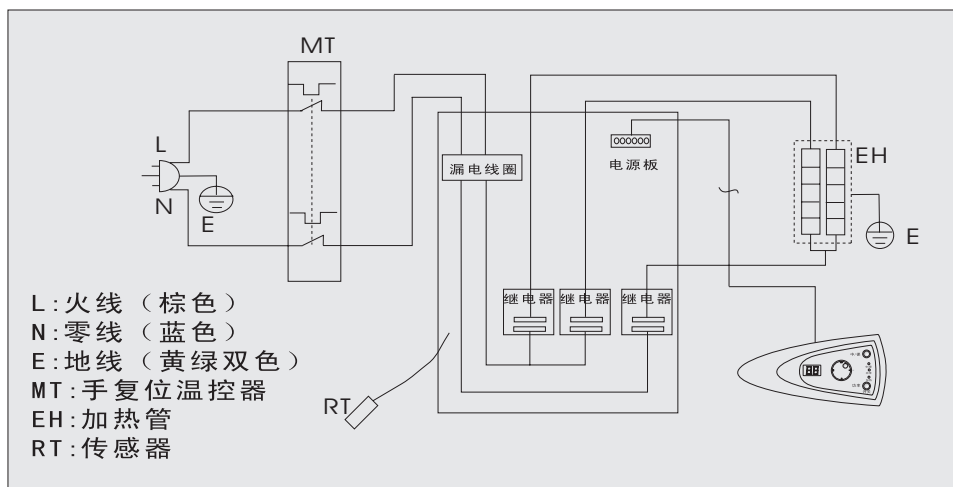 MT
L
N
E
漏电线圈
电源板
EH
E
继电器
继电器
继电器
RT
L:火线（棕色）
N:零线（蓝色）
E:地线（黄绿双色）
MT:手复位温控器
EH:加热管
RT:传感器